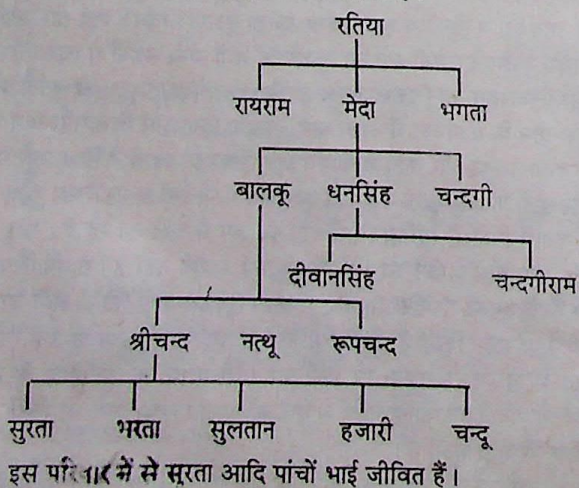 रतिया
रायराम मेदा भगता
बालकू धनसिंह चन्दगी
दीवानसिंह चन्दगीराम
श्रीचन्द नत्थू रूपचन्द
सुरता भरता सुलतान हजारी चन्दू
इस में से सूरता आदि पांचों भाई जीवित हैं।